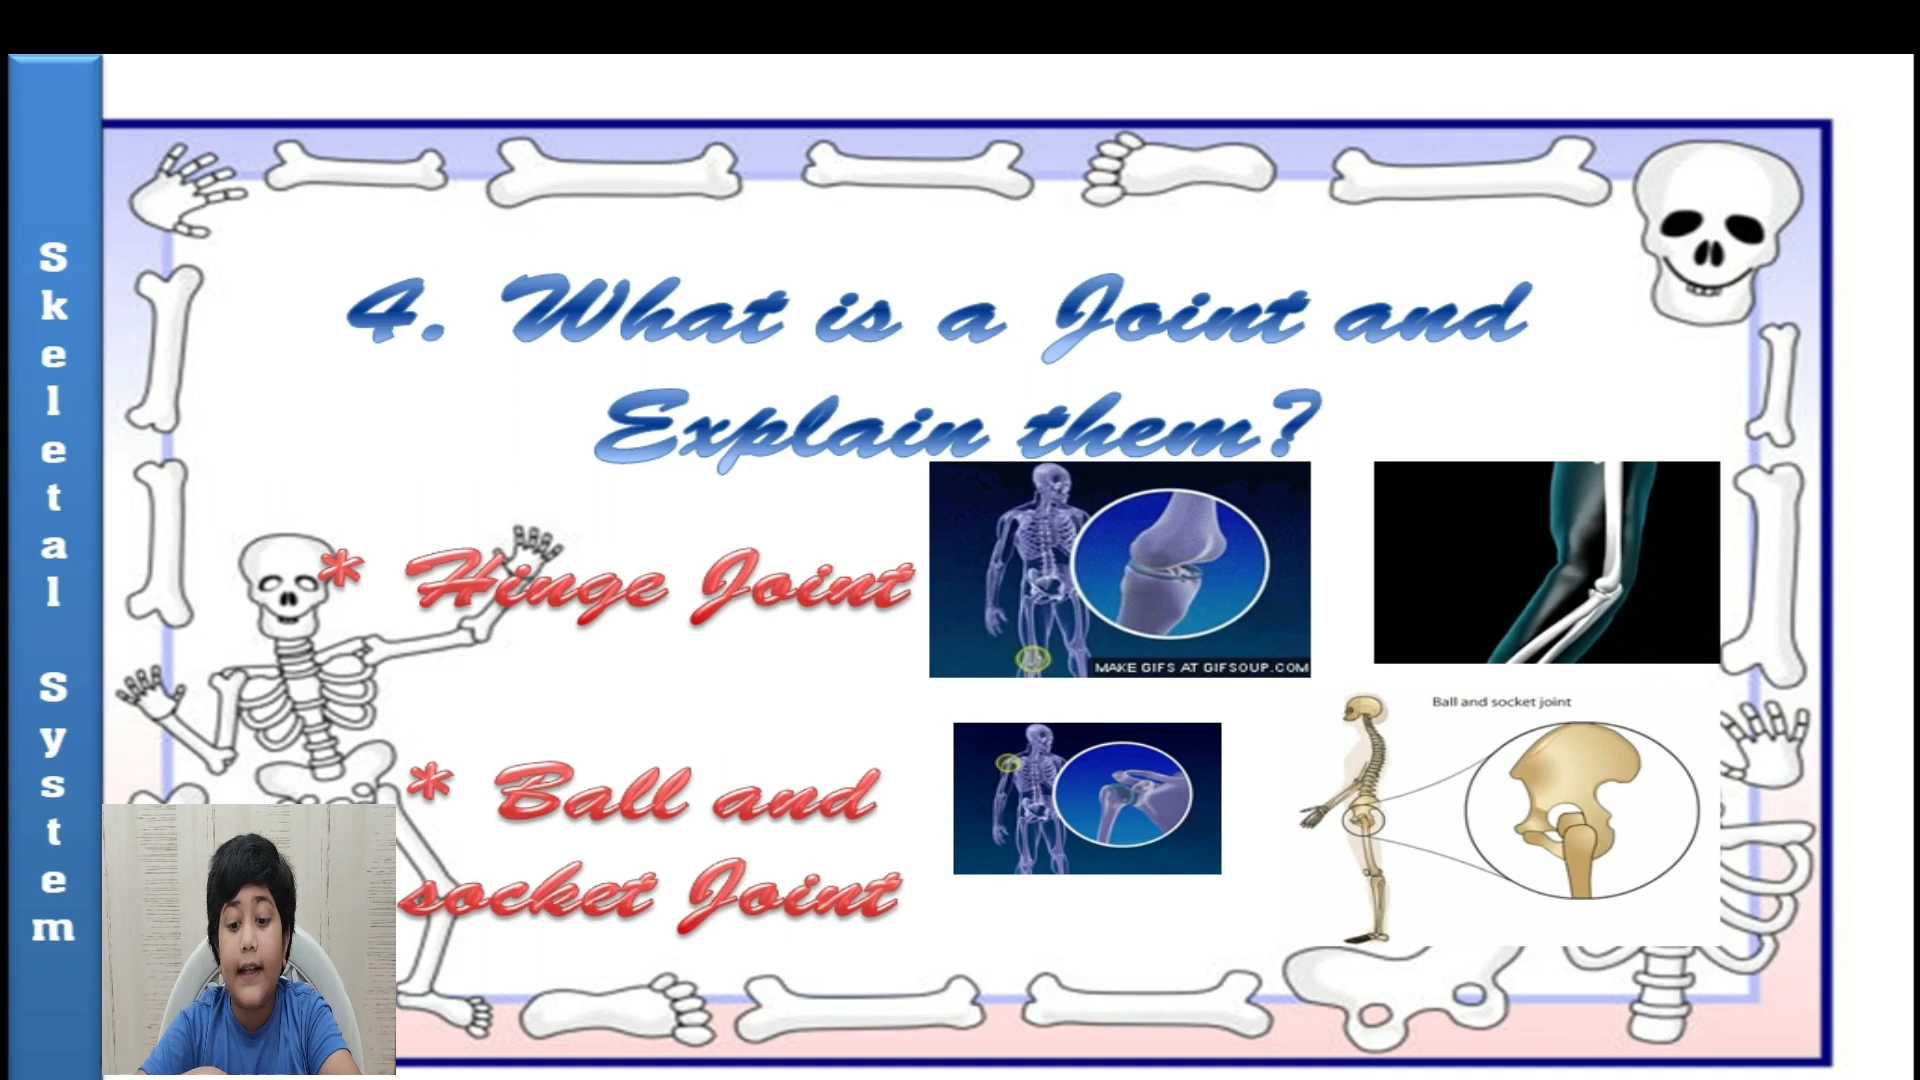 Skeletal System
4. What is a Joint and
Explain them?
* Hinge Joint
MAKE GIFS AT GIFSOUP.COM
Ball and socket joint
* Ball and
socket Joint